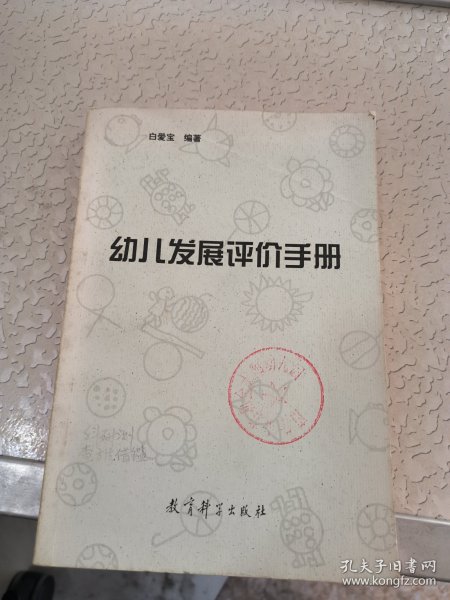 白爱宝 编著
幼儿发展评价手册
教育科学出版社
孔夫子旧书网
www.kongfz.com